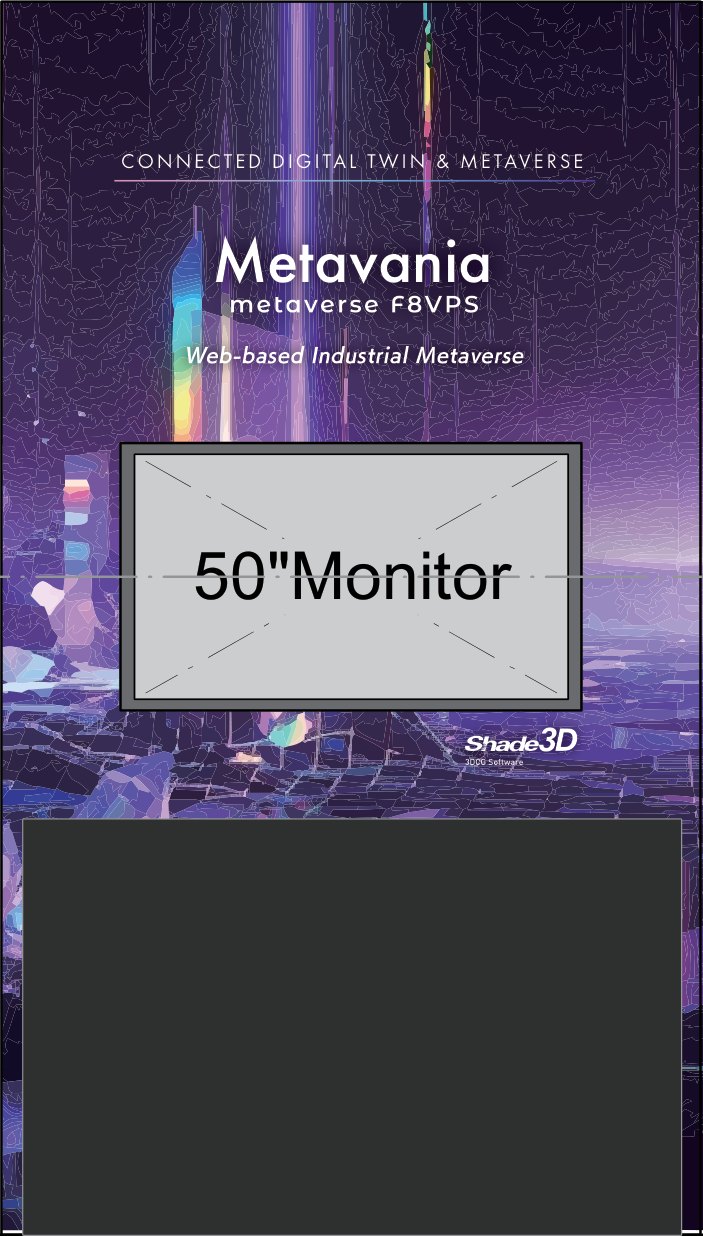 CONNECTED DIGITAL TWIN & METAVERSE
Metavania
metaverse F8VPS
Web-based Industrial Metaverse
50"Monitor
Shade3D
3DCG Software